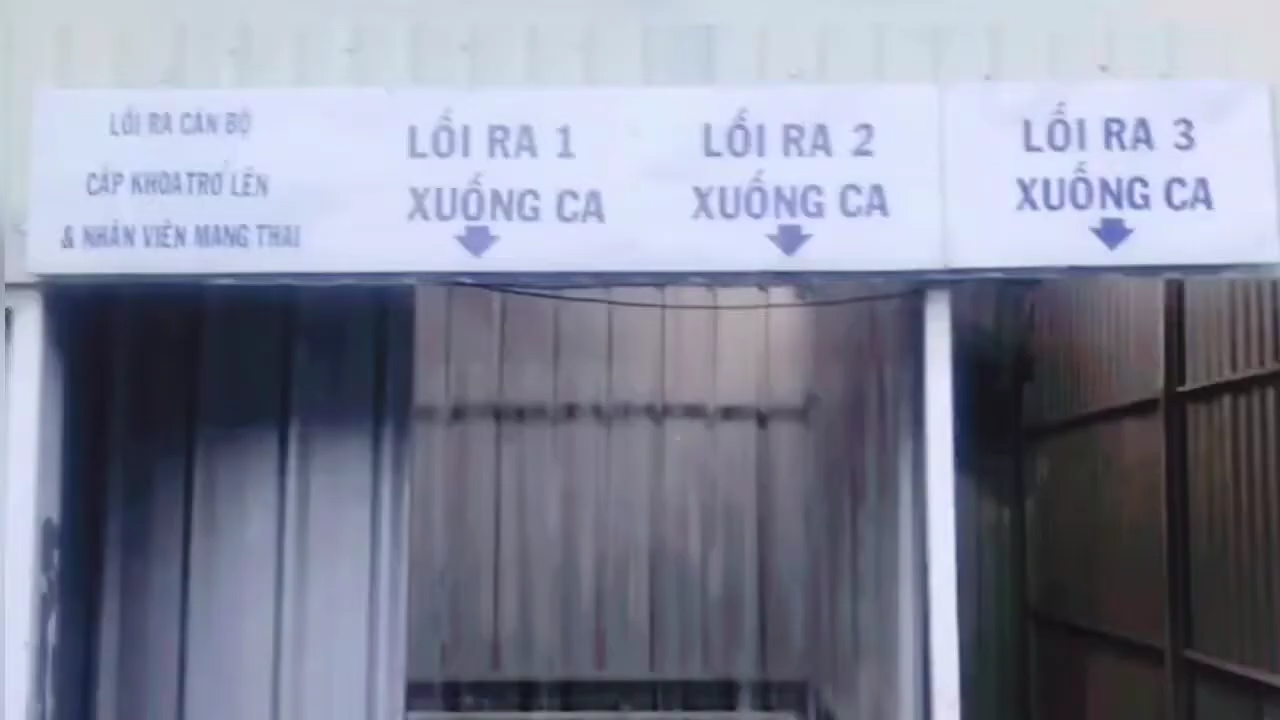 LỐI RA CÁN BỘ
CẤP KHOA TRỞ LÊN
& NHÂN VIÊN MANG THAI
LỐI RA 1
XUỐNG CA
LỐI RA 2
XUỐNG CA
LỐI RA 3
XUỐNG CA